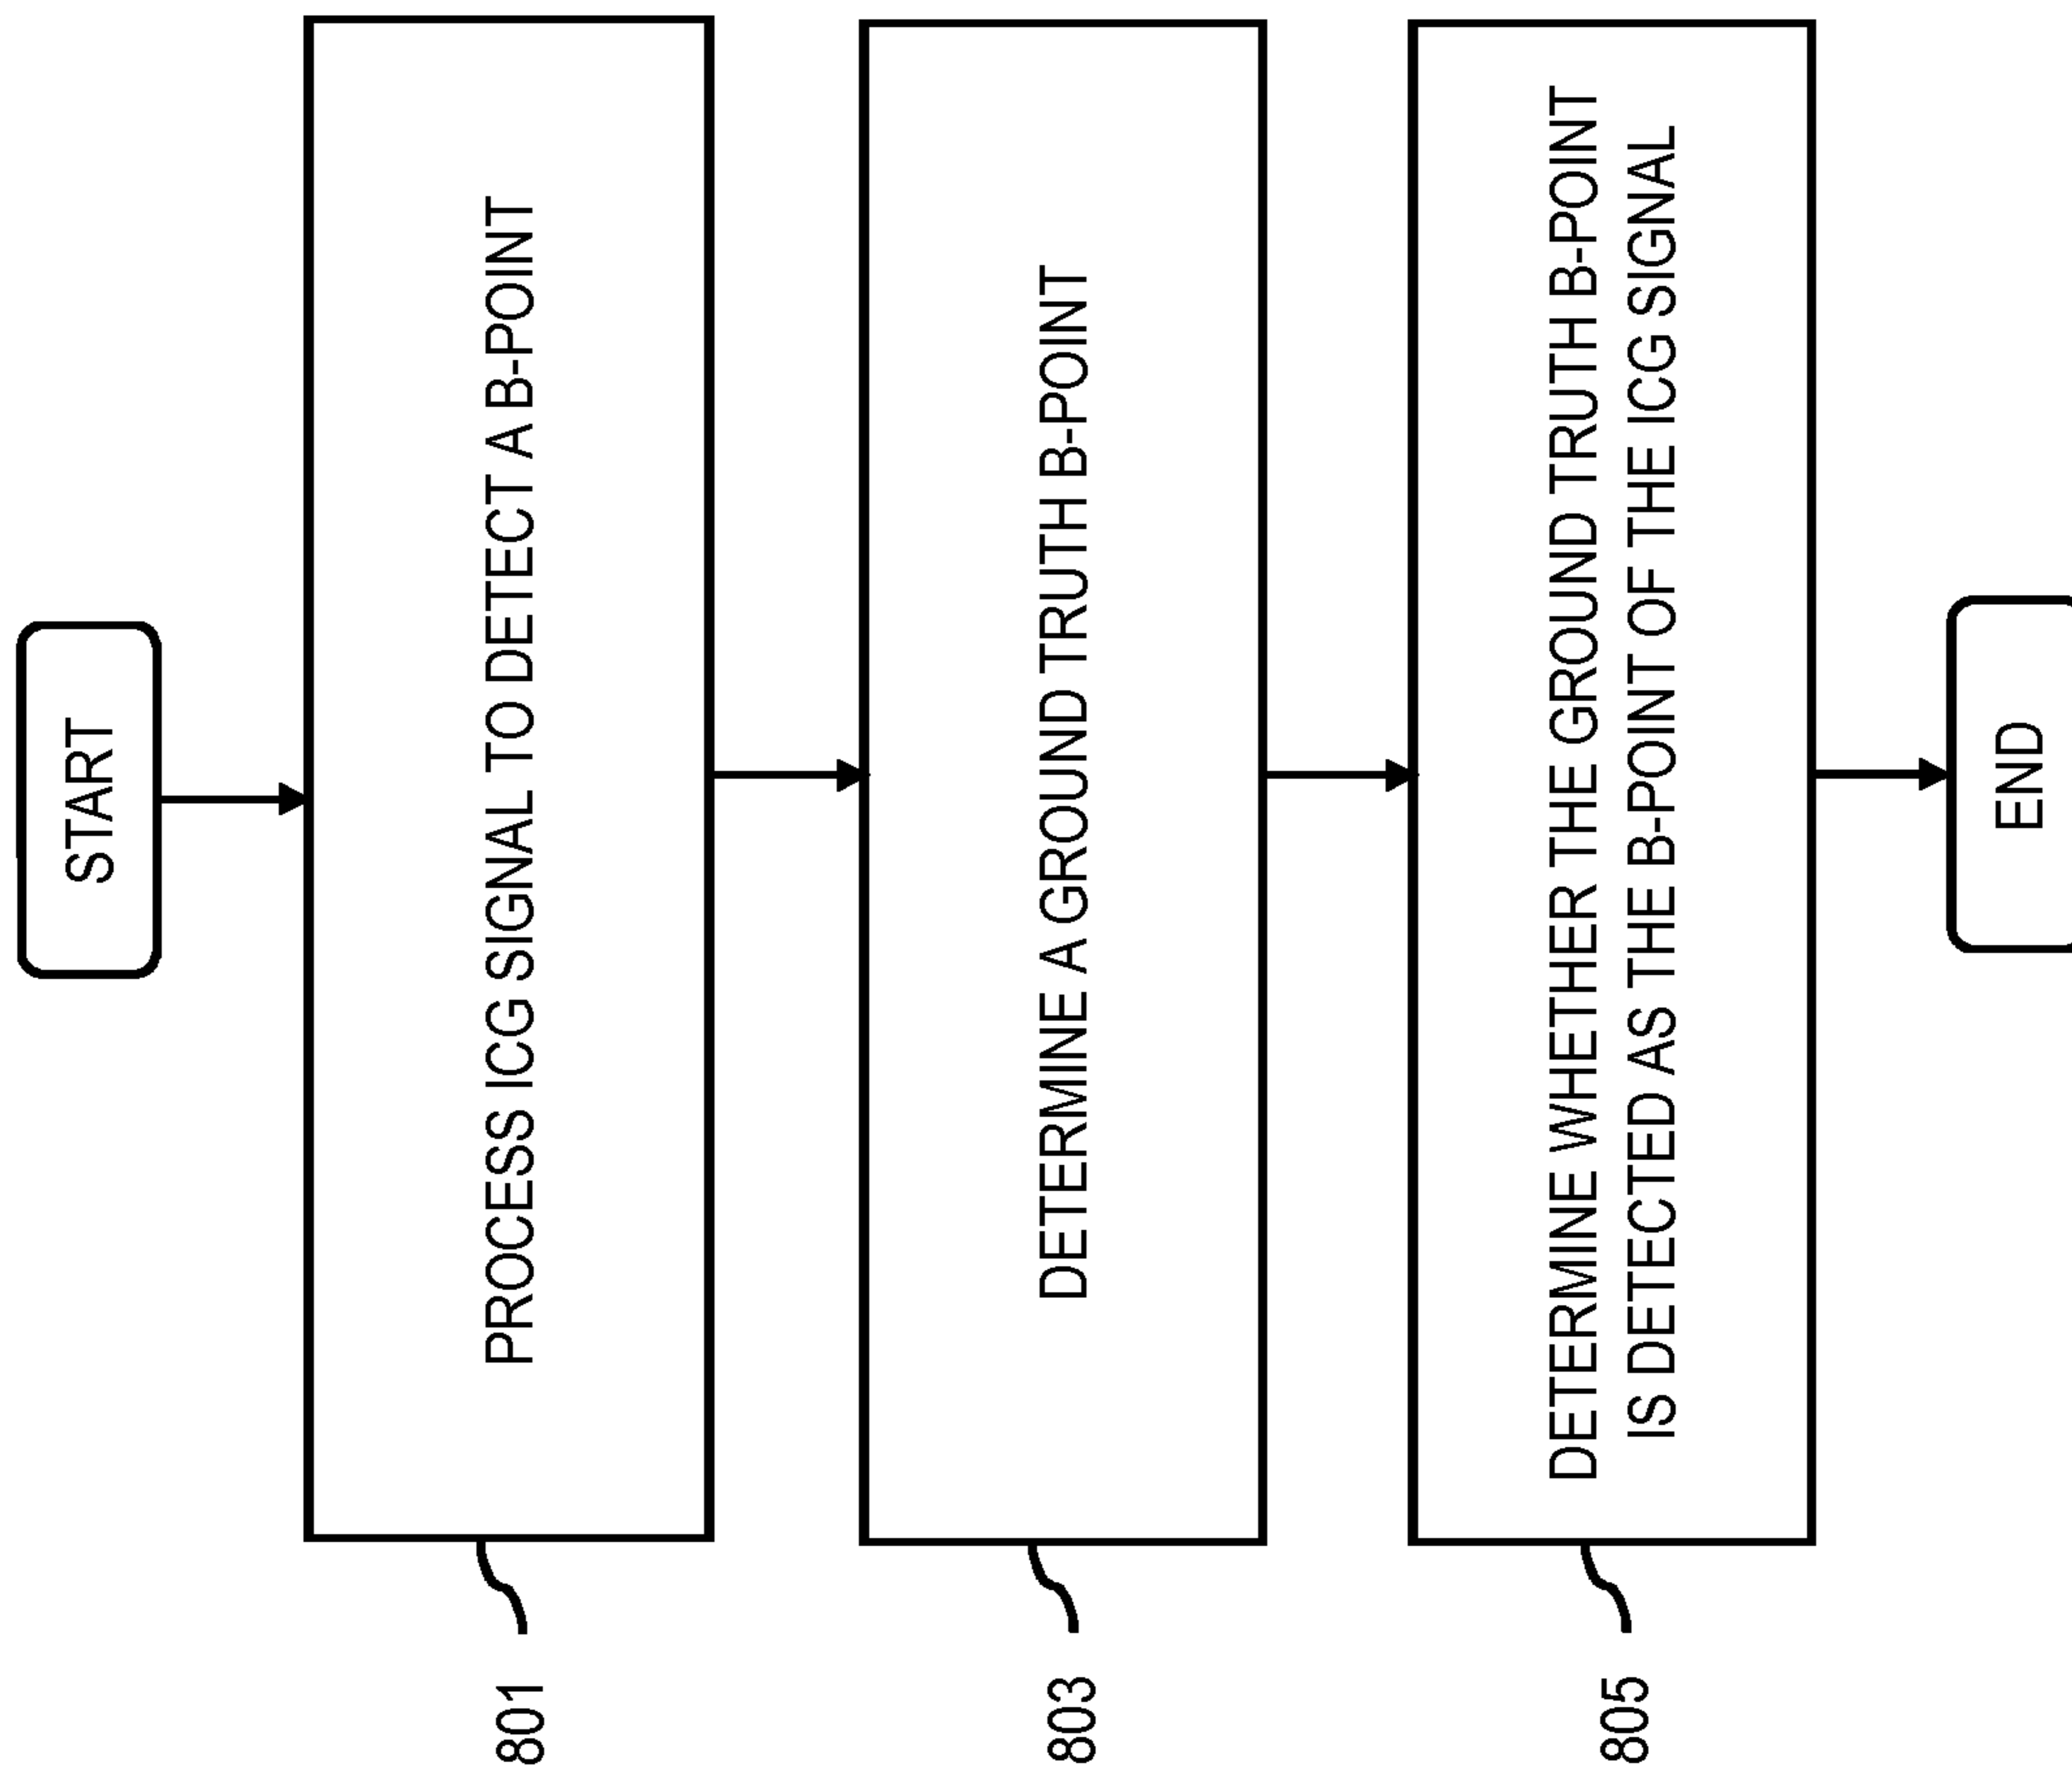 START
PROCESS ICG SIGNAL TO DETECT A B-POINT
801
DETERMINE A GROUND TRUTH B-POINT
803
DETERMINE WHETHER THE GROUND TRUTH B-POINT
IS DETECTED AS THE B-POINT OF THE ICG SIGNAL
805
END